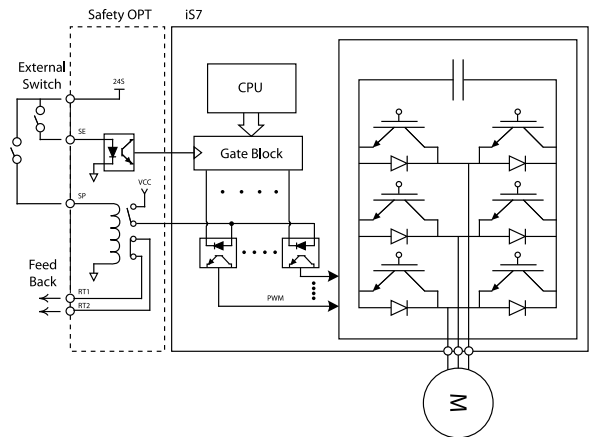 Safety OPT
iS7
External
Switch
24S
CPU
SE
Gate Block
SP
VCC
Feed
Back
RT1
RT2
PWM
M